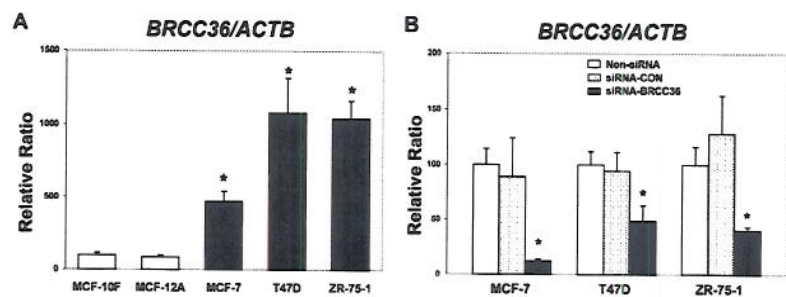 A
BRCC36/ACTB
Relative Ratio
1500
1000
500
0
*
*
*
MCF-10F MCF-12A MCF-7 T47D ZR-75-1
B
BRCC36/ACTB
Relative Ratio
200
150
100
50
0
Non-siRNA
siRNA-CON
siRNA-BRCC36
*
*
*
MCF-7 T47D ZR-75-1